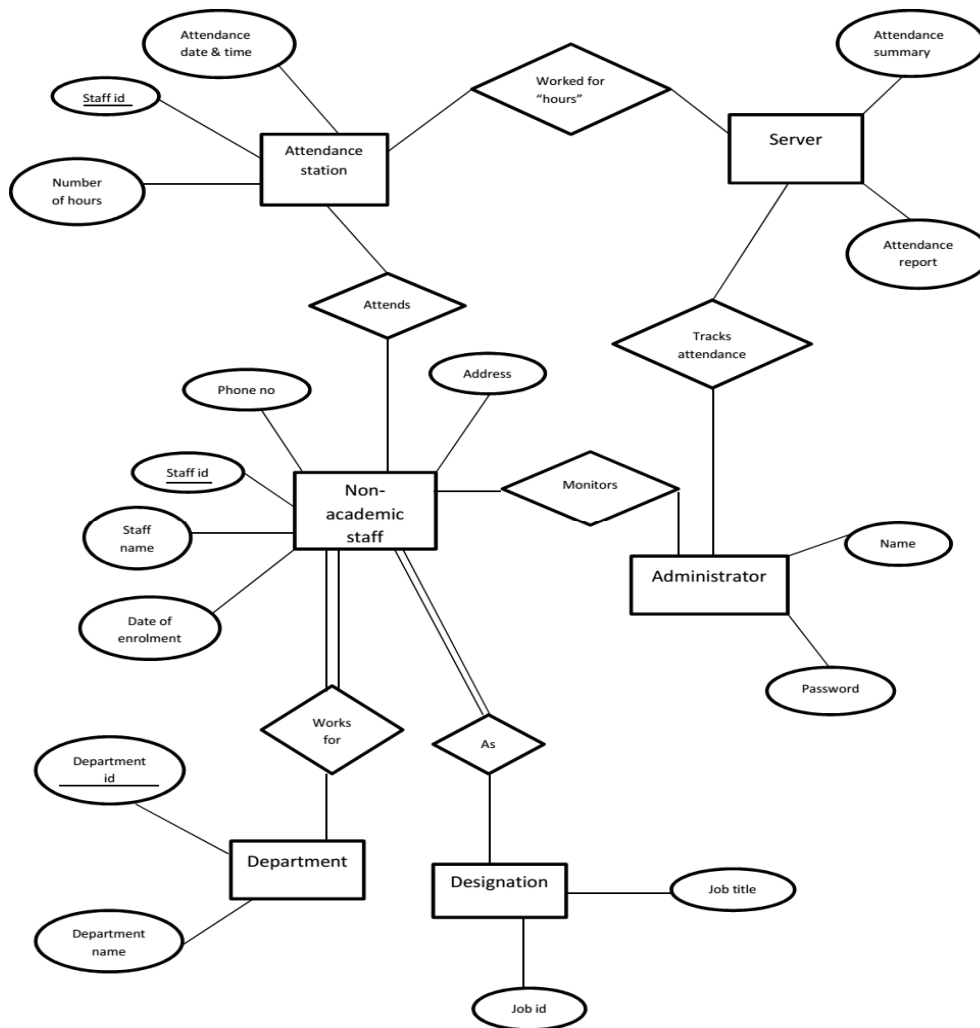 Attendance
date & time
Attendance
summary
Worked for
“hours”
Staff id
Server
Attendance
station
Number
of hours
Attendance
report
Attends
Tracks
attendance
Address
Phone no
Staff id
Non-
academic
staff
Monitors
Staff
name
Name
Administrator
Date of
enrolment
Password
Works
for
As
Department
id
Department
Designation
Job title
Department
name
Job id